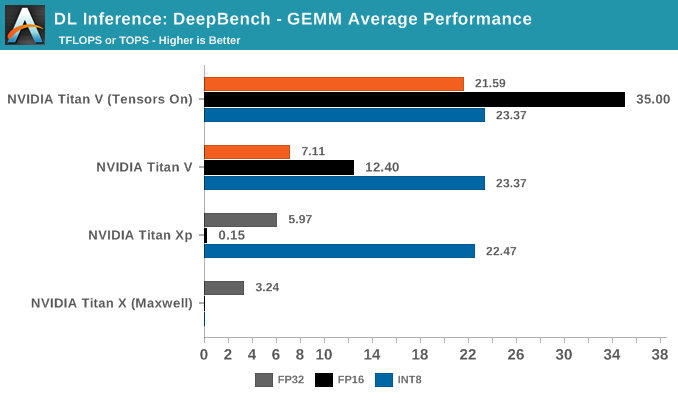 DL Inference: DeepBench - GEMM Average Performance
TFLOPS or TOPS - Higher is Better
21.59
NVIDIA Titan V (Tensors On)
35.00
23.37
7.11
NVIDIA Titan V
12.40
23.37
5.97
NVIDIA Titan Xp
0.15
22.47
3.24
NVIDIA Titan X (Maxwell)
0 2 4 6 8 10 14 18 22 26 30 34 38
FP32 FP16 INT8